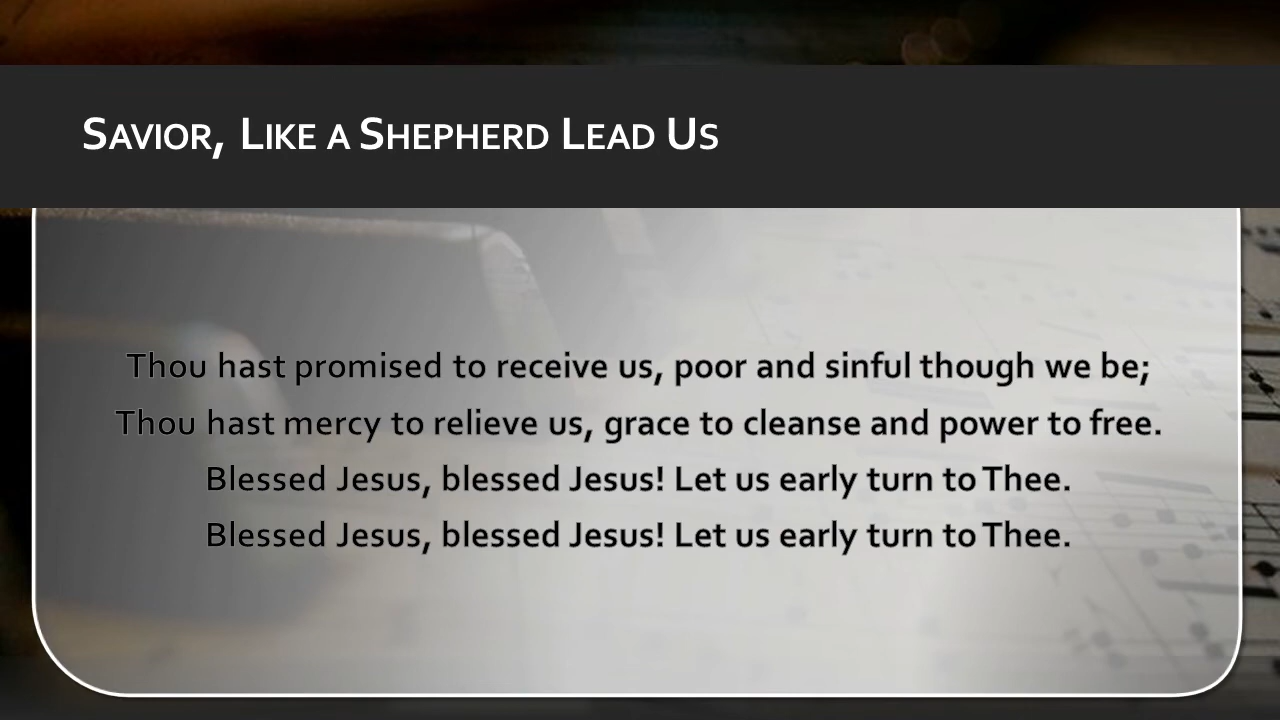 Savior, Like a Shepherd Lead Us
Thou hast promised to receive us, poor and sinful though we be;
Thou hast mercy to relieve us, grace to cleanse and power to free.
Blessed Jesus, blessed Jesus! Let us early turn to Thee.
Blessed Jesus, blessed Jesus! Let us early turn to Thee.